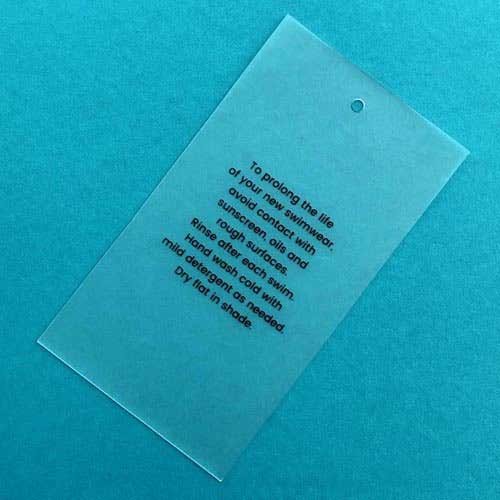 To prolong the life
of your new swimwear,
avoid contact with
sunscreen, oils and
rough surfaces.
Rinse after each swim.
Hand wash cold with
mild detergent as needed.
Dry flat in shade.